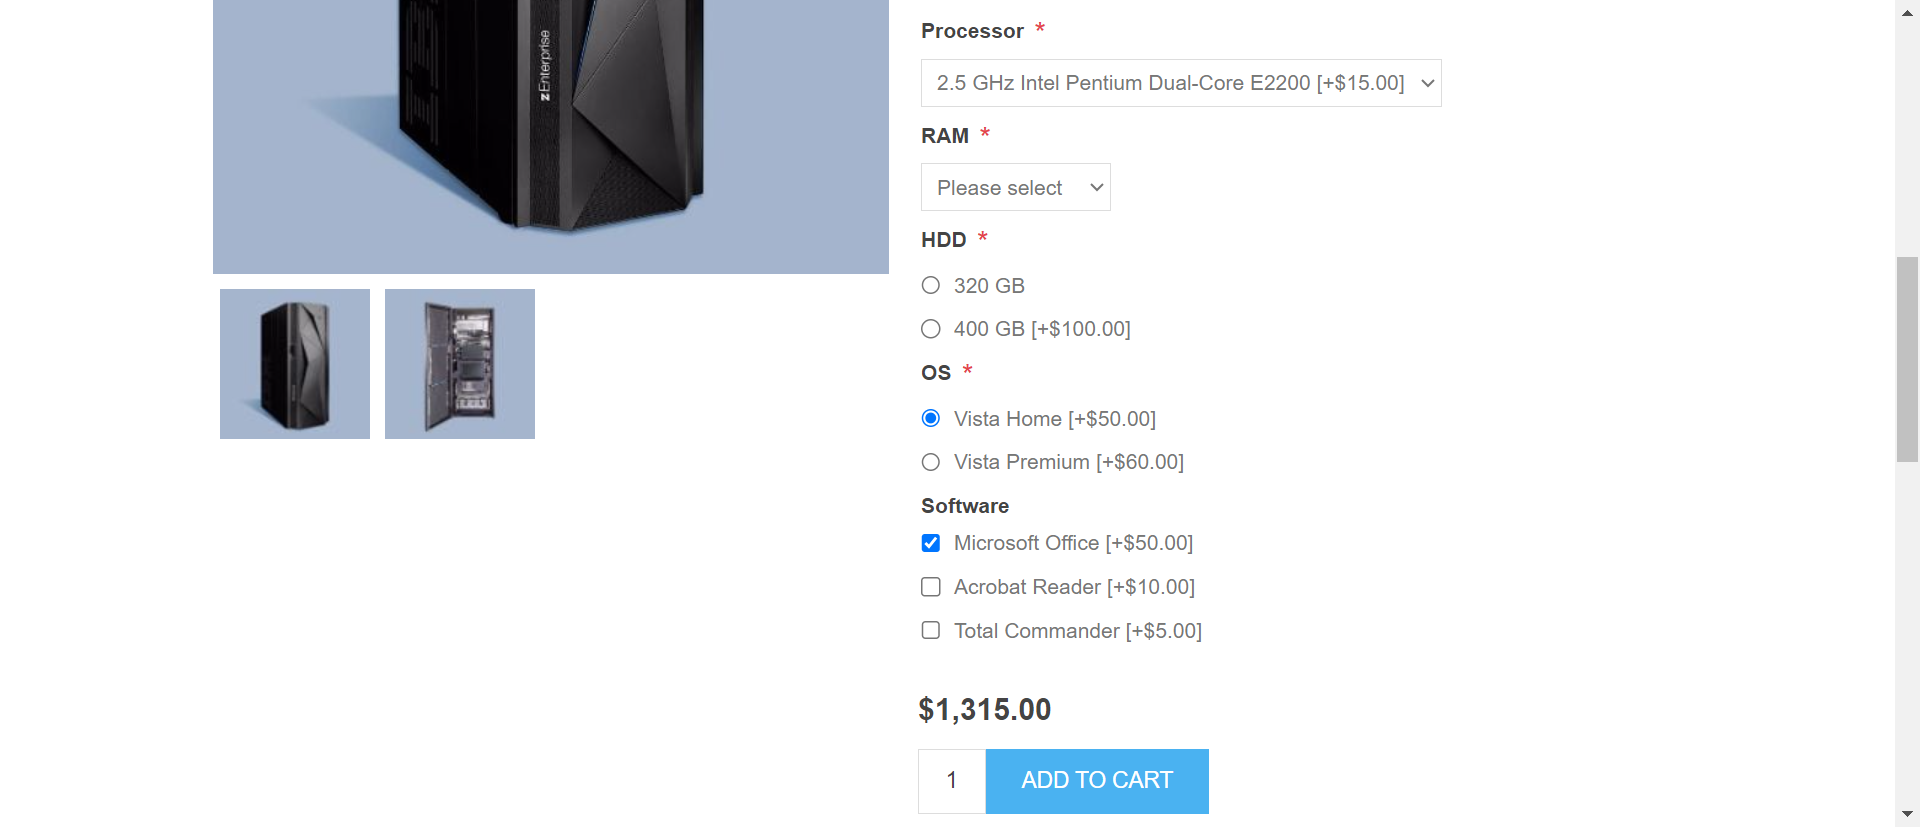 zEnterprise
Processor *
2.5 GHz Intel Pentium Dual-Core E2200 [+$15.00]
RAM *
Please select
HDD *
320 GB
400 GB [+$100.00]
OS *
Vista Home [+$50.00]
Vista Premium [+$60.00]
Software
Microsoft Office [+$50.00]
Acrobat Reader [+$10.00]
Total Commander [+$5.00]
$1,315.00
1 ADD TO CART